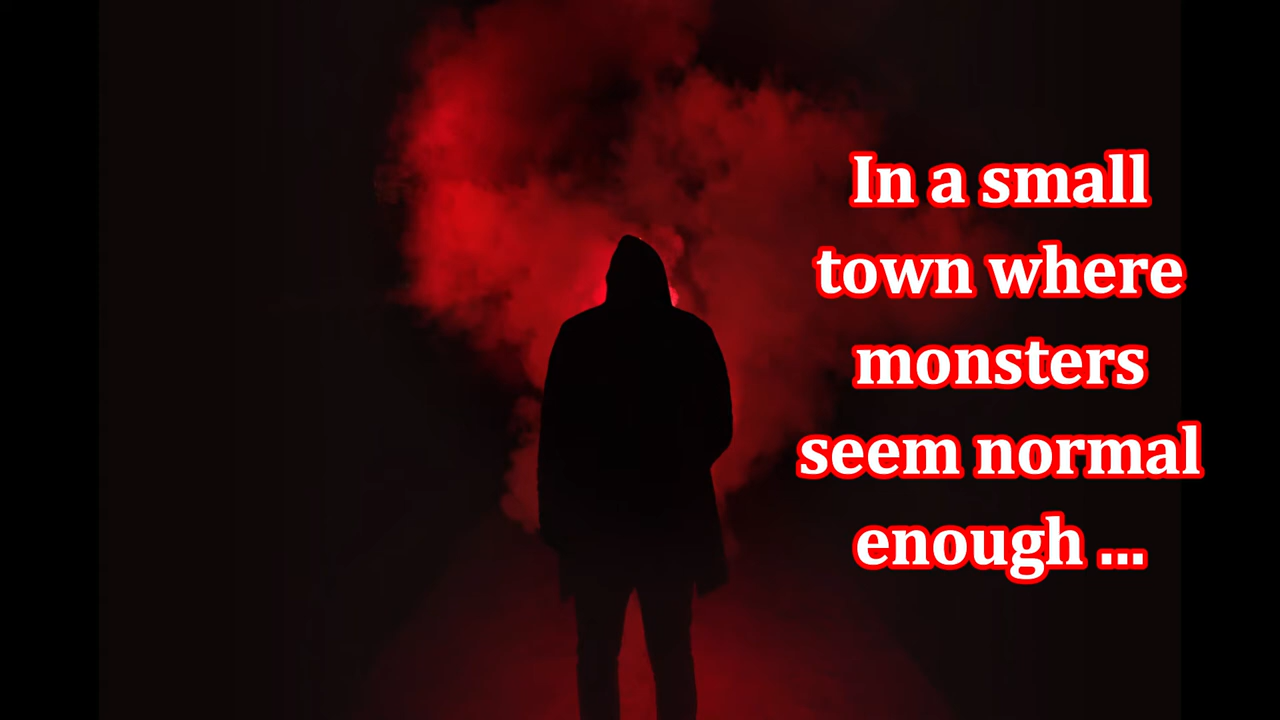 In a small
town where
monsters
seem normal
enough ...